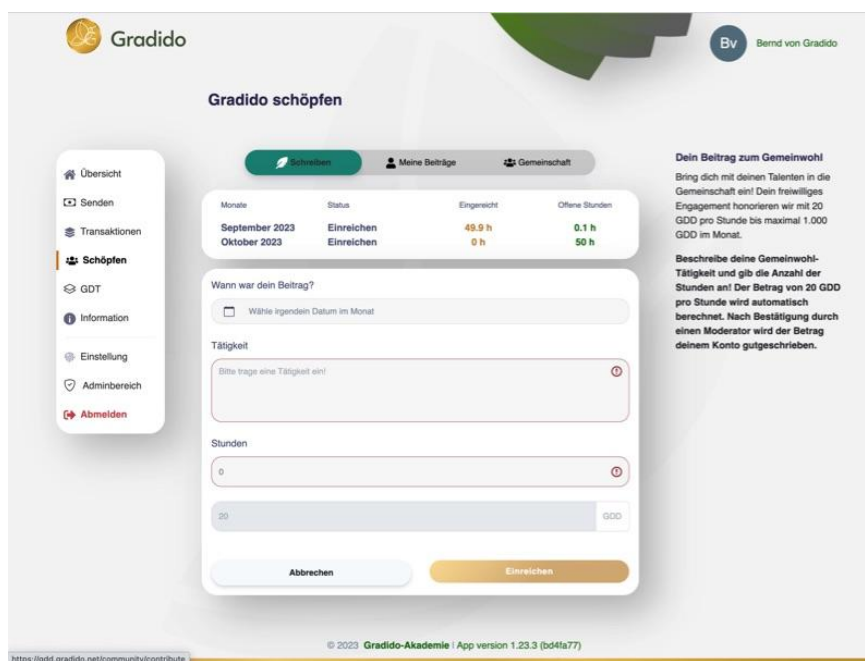 Gradido
Bv
Bernd von Gradido
Gradido schöpfen
Übersicht
Senden
Transaktionen
Schöpfen
GDT
Information
Einstellung
Adminbereich
Abmelden
Schreiben
Meine Beiträge
Gemeinschaft
Monate Status Eingereicht Offene Stunden
September 2023 Einreichen 49.9 h 0.1 h
Oktober 2023 Einreichen 0 h 50 h
Wann war dein Beitrag?
Wähle irgendein Datum im Monat
Tätigkeit
Bitte trage eine Tätigkeit ein!
Stunden
0
20 GDD
Abbrechen
Einreichen
Dein Beitrag zum Gemeinwohl
Bring dich mit deinen Talenten in die
Gemeinschaft ein! Dein freiwilliges
Engagement honorieren wir mit 20
GDD pro Stunde bis maximal 1.000
GDD im Monat.
Beschreibe deine Gemeinwohl-
Tätigkeit und gib die Anzahl der
Stunden an! Der Betrag von 20 GDD
pro Stunde wird automatisch
berechnet. Nach Bestätigung durch
einen Moderator wird der Betrag
deinem Konto gutgeschrieben.
© 2023 Gradido-Akademie | App version 1.23.3 (bd4fa77)
https://gdd.gradido.net/community/contribute